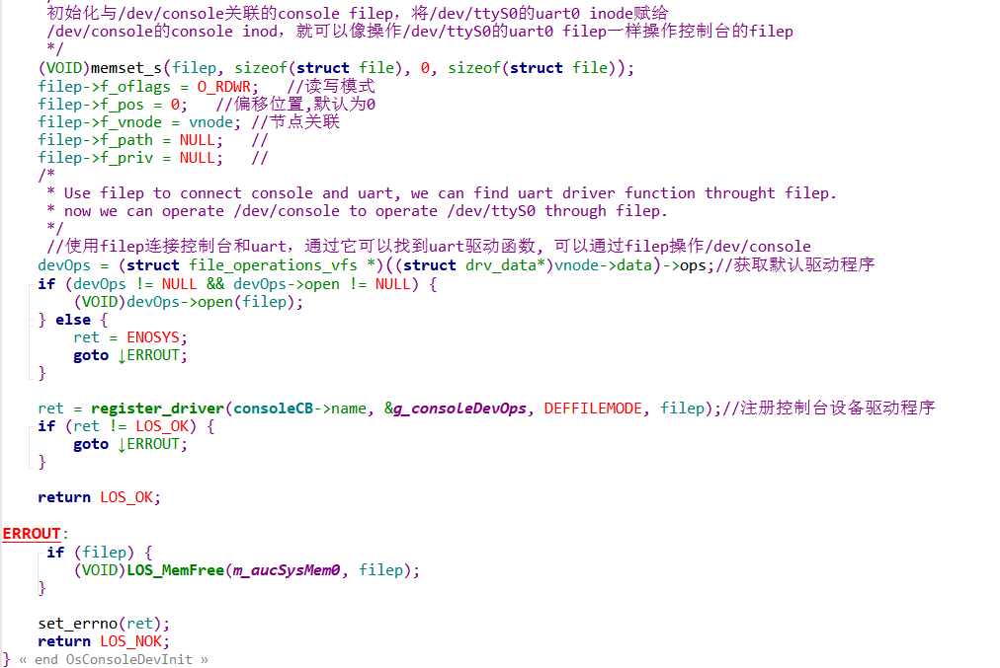 初始化与/dev/console关联的console filep，将/dev/ttyS0的uart0 inode赋给
/dev/console的console inod，就可以像操作/dev/ttyS0的uart0 filep一样操作控制台的filep
*/
(VOID)memset_s(filep, sizeof(struct file), 0, sizeof(struct file));
filep->f_oflags = O_RDWR;   //读写模式
filep->f_pos = 0;   //偏移位置,默认为0
filep->f_vnode = vnode; //节点关联
filep->f_path = NULL;   //
filep->f_priv = NULL;   //
/*
 * Use filep to connect console and uart, we can find uart driver function throught filep.
 * now we can operate /dev/console to operate /dev/ttyS0 through filep.
 */
//使用filep连接控制台和uart，通过它可以找到uart驱动函数, 可以通过filep操作/dev/console
devOps = (struct file_operations_vfs *)((struct drv_data*)vnode->data)->ops;//获取默认驱动程序
if (devOps != NULL && devOps->open != NULL) {
    (VOID)devOps->open(filep);
} else {
    ret = ENOSYS;
    goto ↓ERROUT;
}
ret = register_driver(consoleCB->name, &g_consoleDevOps, DEFFILEMODE, filep);//注册控制台设备驱动程序
if (ret != LOS_OK) {
    goto ↓ERROUT;
}
return LOS_OK;
ERROUT:
if (filep) {
    (VOID)LOS_MemFree(m_aucSysMem0, filep);
}
set_errno(ret);
return LOS_NOK;
} « end OsConsoleDevInit »